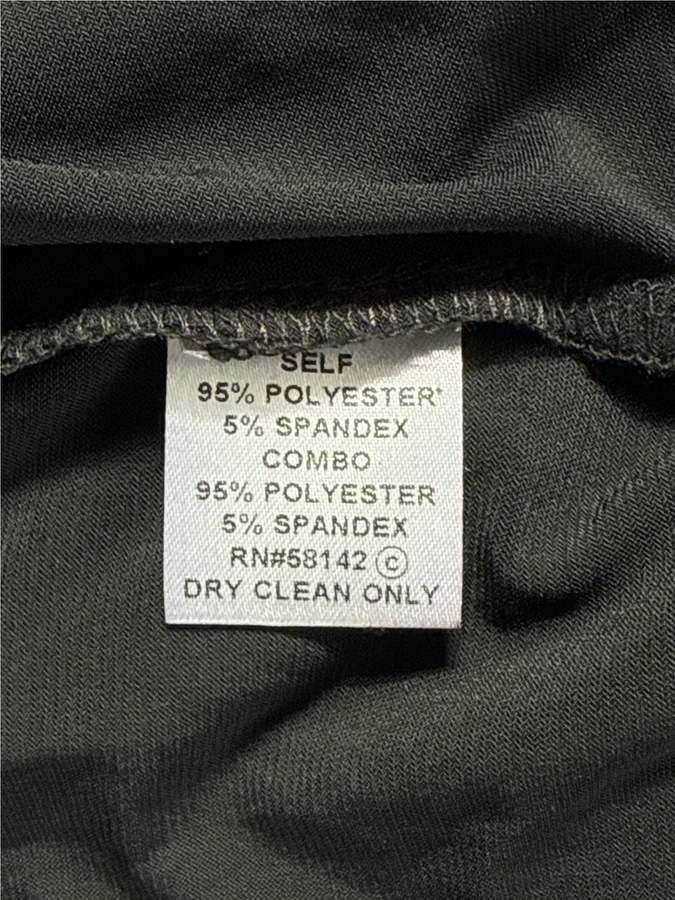 SELF
95% POLYESTER
5% SPANDEX
COMBO
95% POLYESTER
5% SPANDEX
RN#58142 Ⓒ
DRY CLEAN ONLY